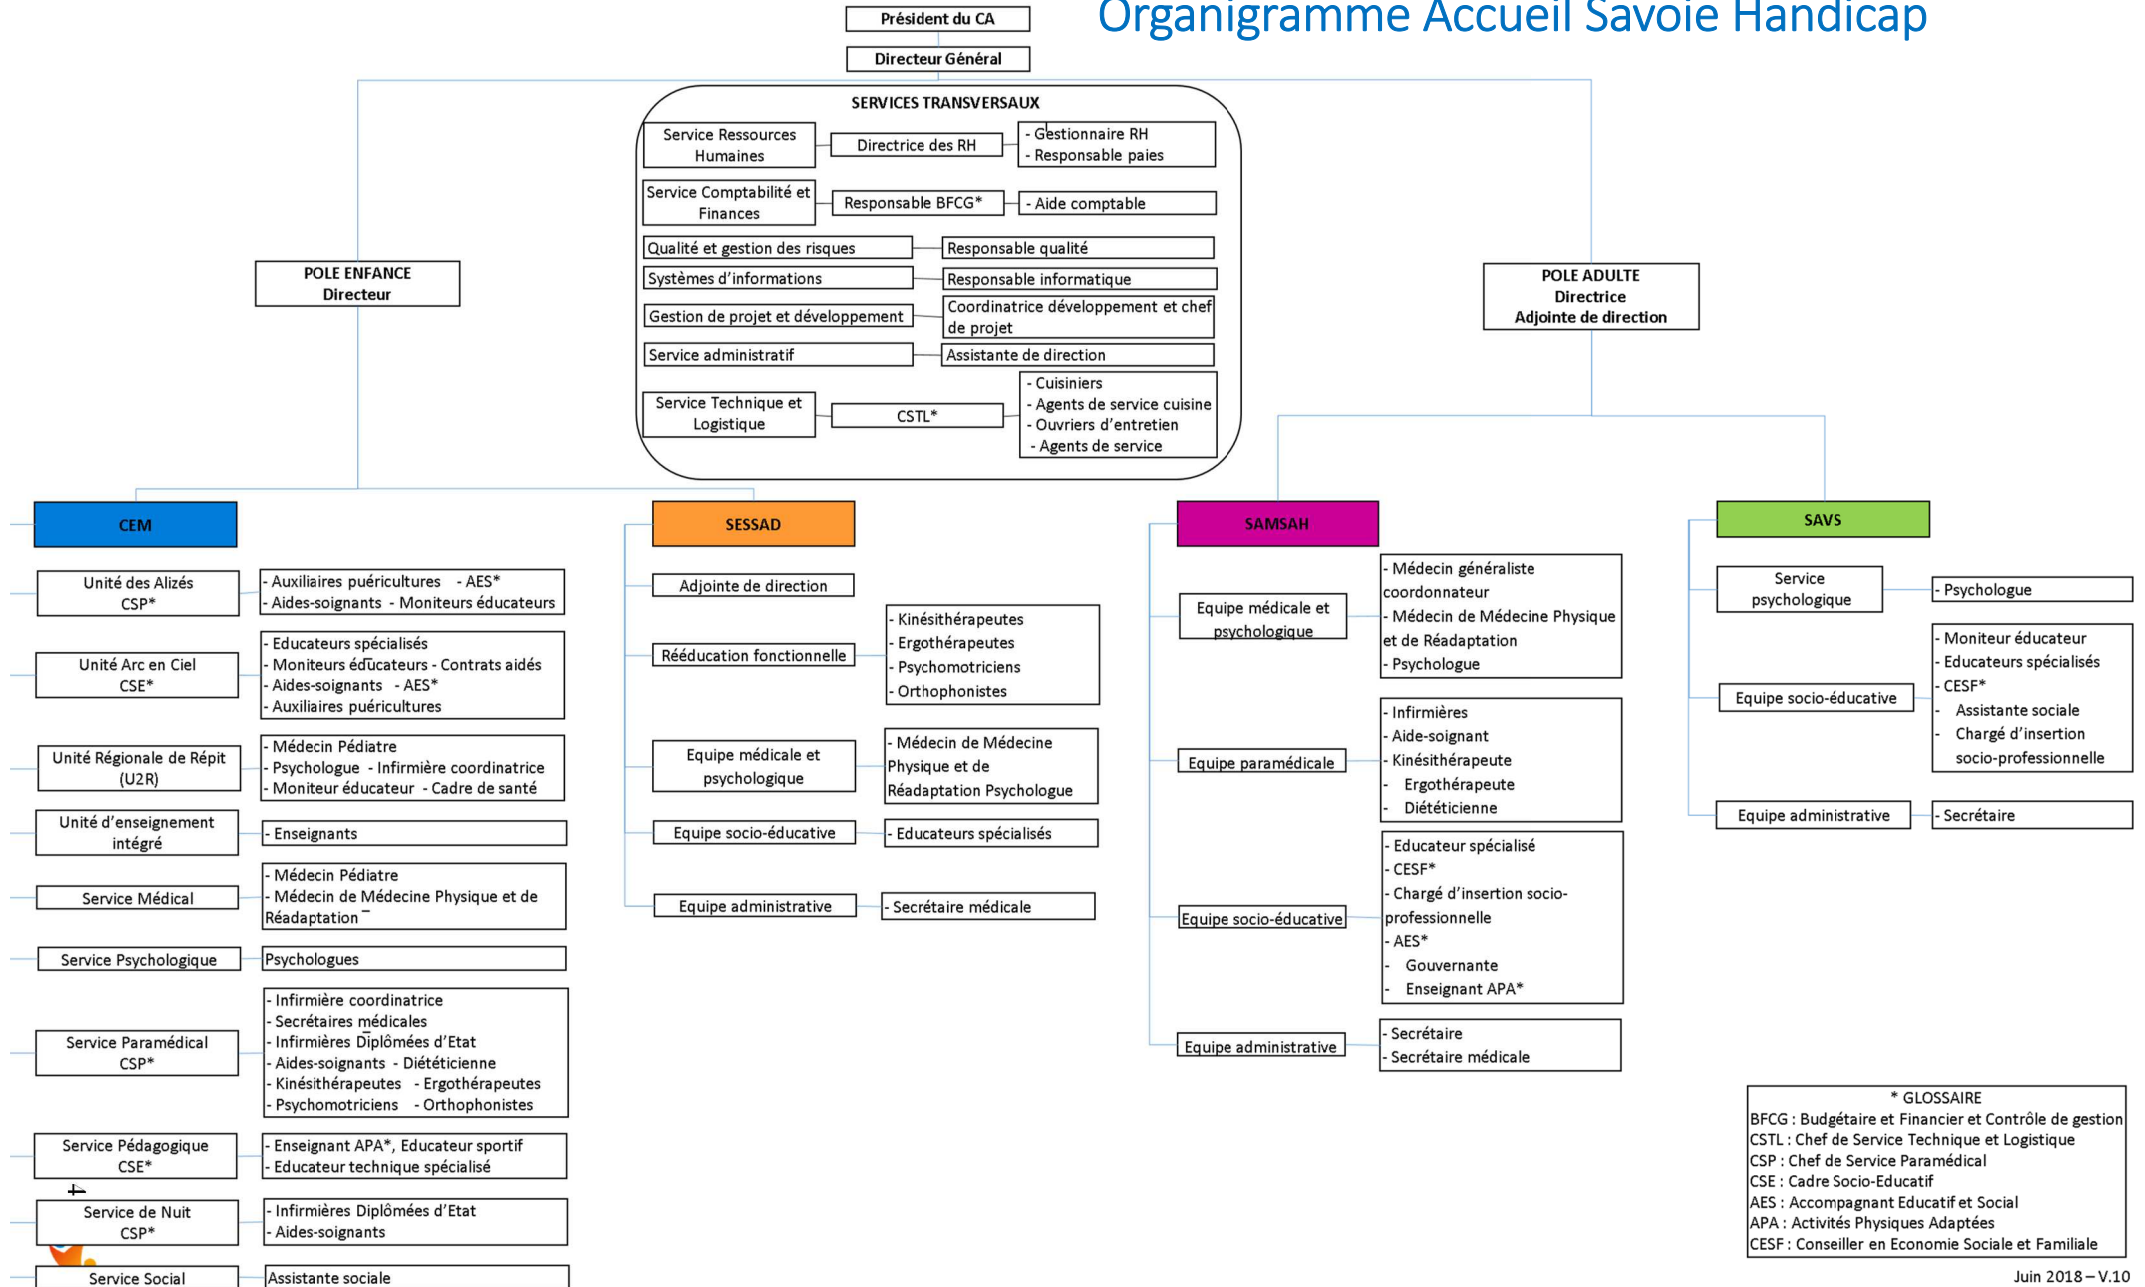 Organigramme Accueil Savoie Handicap
Président du CA
Directeur Général
SERVICES TRANSVERSAUX
Service Ressources
Humaines
Directrice des RH
- Gestionnaire RH
- Responsable paies
Service Comptabilité et
Finances
Responsable BFCG*
- Aide comptable
Qualité et gestion des risques
Responsable qualité
Systèmes d'informations
Responsable informatique
Gestion de projet et développement
Coordinatrice développement et chef
de projet
Service administratif
Assistante de direction
Service Technique et
Logistique
CSTL*
- Cuisiniers
- Agents de service cuisine
- Ouvriers d'entretien
- Agents de service
POLE ENFANCE
Directeur
POLE ADULTE
Directrice
Adjointe de direction
CEM
Unité des Alizés
CSP*
- Auxiliaires puéricultures - AES*
- Aides-soignants - Moniteurs éducateurs
Unité Arc en Ciel
CSE*
- Educateurs spécialisés
- Moniteurs éducateurs - Contrats aidés
- Aides-soignants - AES*
- Auxiliaires puéricultures
Unité Régionale de Répit
(U2R)
- Médecin Pédiatre
- Psychologue - Infirmière coordinatrice
- Moniteur éducateur - Cadre de santé
Unité d'enseignement
intégré
- Enseignants
Service Médical
- Médecin Pédiatre
- Médecin de Médecine Physique et de
Réadaptation
Service Psychologique
Psychologues
Service Paramédical
CSP*
- Infirmière coordinatrice
- Secrétaires médicales
- Infirmières Diplômées d'Etat
- Aides-soignants - Diététicienne
- Kinésithérapeutes - Ergothérapeutes
- Psychomotriciens - Orthophonistes
Service Pédagogique
CSE*
- Enseignant APA*, Educateur sportif
- Educateur technique spécialisé
4
Service de Nuit
CSP*
- Infirmières Diplômées d'Etat
- Aides-soignants
Service Social
Assistante sociale
SESSAD
Adjointe de direction
Rééducation fonctionnelle
- Kinésithérapeutes
- Ergothérapeutes
- Psychomotriciens
- Orthophonistes
Equipe médicale et
psychologique
- Médecin de Médecine
Physique et de
Réadaptation Psychologue
Equipe socio-éducative
- Educateurs spécialisés
Equipe administrative
- Secrétaire médicale
SAMSAH
Equipe médicale et
psychologique
- Médecin généraliste
coordonnateur
- Médecin de Médecine Physique
et de Réadaptation
- Psychologue
Equipe paramédicale
- Infirmières
- Aide-soignant
- Kinésithérapeute
- Ergothérapeute
- Diététicienne
Equipe socio-éducative
- Educateur spécialisé
- CESF*
- Chargé d'insertion socio-
professionnelle
- AES*
- Gouvernante
- Enseignant APA*
Equipe administrative
- Secrétaire
- Secrétaire médicale
SAVS
Service
psychologique
- Psychologue
Equipe socio-éducative
- Moniteur éducateur
- Educateurs spécialisés
- CESF*
- Assistante sociale
- Chargé d'insertion
socio-professionnelle
Equipe administrative
- Secrétaire
* GLOSSAIRE
BFCG : Budgétaire et Financier et Contrôle de gestion
CSTL : Chef de Service Technique et Logistique
CSP : Chef de Service Paramédical
CSE : Cadre Socio-Educatif
AES : Accompagnant Educatif et Social
APA : Activités Physiques Adaptées
CESF : Conseiller en Economie Sociale et Familiale
Juin 2018 – V.10